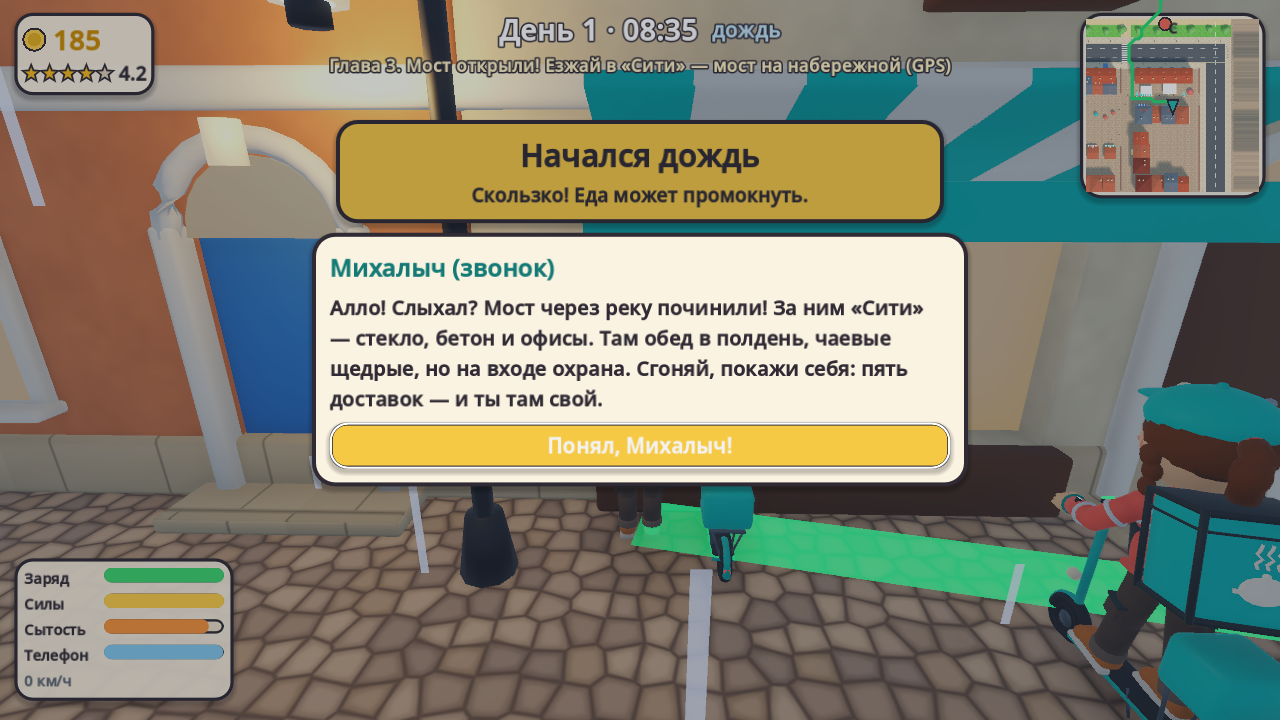 185
4.2
День 1 · 08:35 дождь
Глава 3. Мост открыли! Езжай в «Сити» — мост на набережной (GPS)
С
Начался дождь
Скользко! Еда может промокнуть.
Михалыч (звонок)
Алло! Слыхал? Мост через реку починили! За ним «Сити»
— стекло, бетон и офисы. Там обед в полдень, чаевые
щедрые, но на входе охрана. Сгоняй, покажи себя: пять
доставок — и ты там свой.
Понял, Михалыч!
Заряд
Силы
Сытость
Телефон
0 км/ч